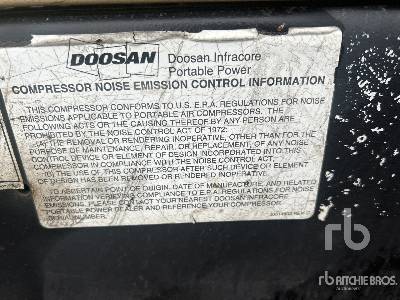 DOOSAN Doosan Infracore
Portable Power
COMPRESSOR NOISE EMISSION CONTROL INFORMATION
THIS COMPRESSOR CONFORMS TO U.S. E.P.A. REGULATIONS FOR NOISE
EMISSIONS APPLICABLE TO PORTABLE AIR COMPRESSORS. THE
FOLLOWING ACTS OR THE CAUSING THEREOF BY ANY PERSON ARE
PROHIBITED BY THE NOISE CONTROL ACT OF 1972:
(A) THE REMOVAL OR RENDERING INOPERATIVE, OTHER THAN FOR THE
PURPOSE OF MAINTENANCE, REPAIR, OR REPLACEMENT, OF ANY NOISE
CONTROL DEVICE OR ELEMENT OF DESIGN INCORPORATED INTO THIS
COMPRESSOR IN COMPLIANCE WITH THE NOISE CONTROL ACT;
(B) THE USE OF THIS COMPRESSOR AFTER SUCH DEVICE OR ELEMENT
OF DESIGN HAS BEEN REMOVED OR RENDERED INOPERATIVE.
TO ASCERTAIN POINT OF ORIGIN, DATE OF MANUFACTURE, AND RELATED
INFORMATION VERIFYING COMPLIANCE TO E.P.A. REGULATIONS FOR NOISE
EMISSIONS, PLEASE CONTACT YOUR NEAREST DOOSAN INFRACORE
PORTABLE POWER DEALER AND REFERENCE YOUR COMPRESSOR
SERIAL NUMBER.
rb
rb RITCHIE BROS.